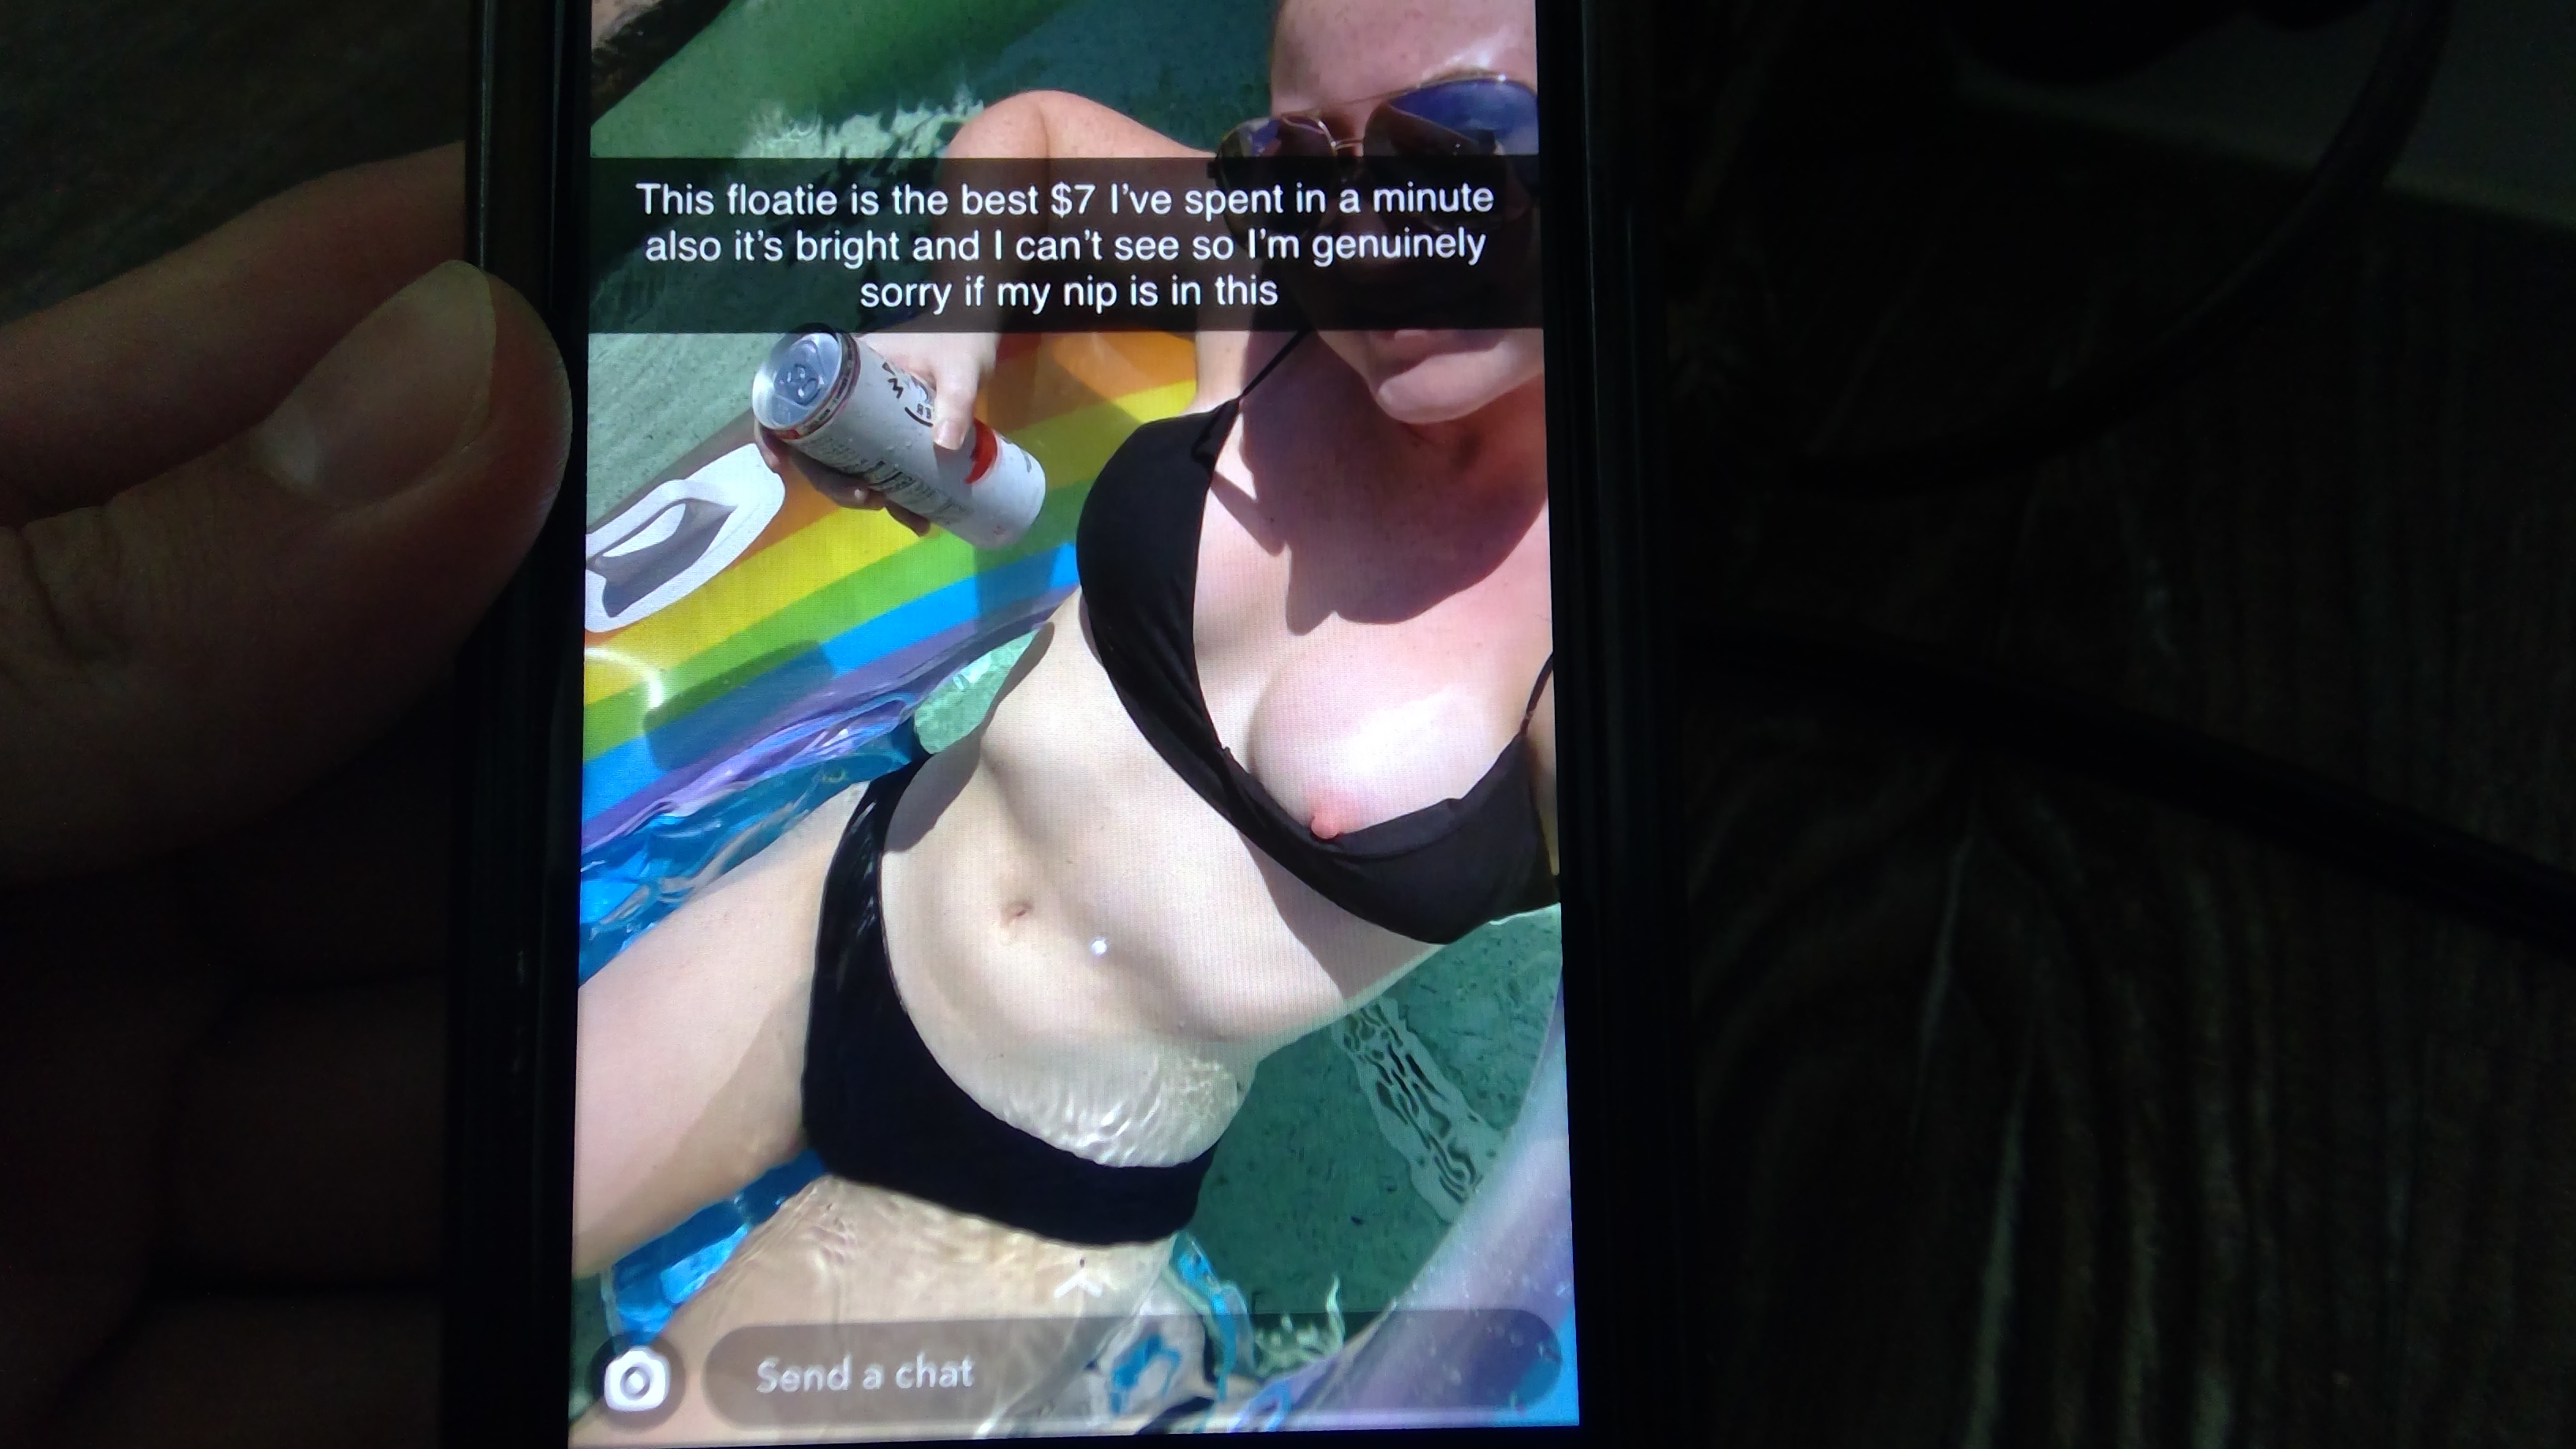 This floatie is the best $7 I've spent in a minute
also it's bright and I can't see so I'm genuinely
sorry if my nip is in this
Send a chat